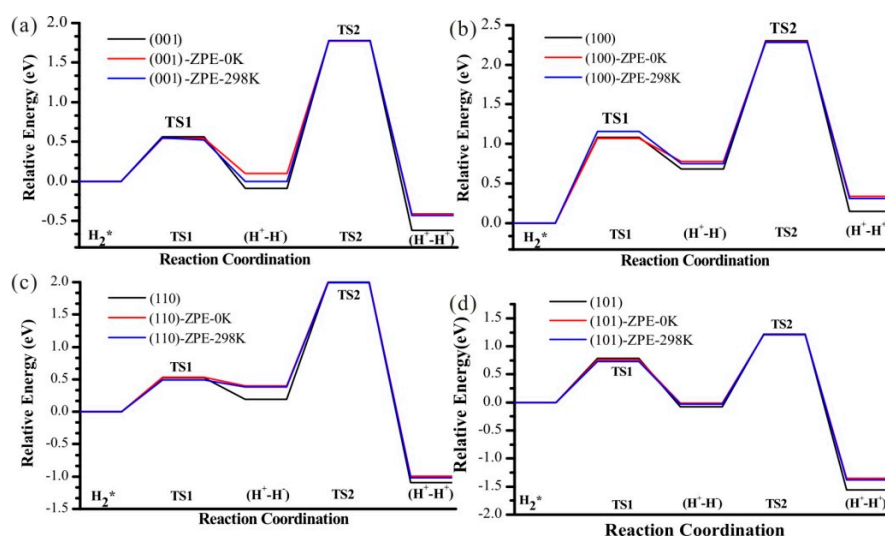 (a)
Relative Energy (eV)
2.0
1.5
1.0
0.5
0.0
-0.5
(001)
(001)-ZPE-0K
(001)-ZPE-298K
TS2
TS1
H2* TS1 (H+-H-) TS2 (H+-H+)
Reaction Coordination
(b)
Relative Energy (eV)
2.5
2.0
1.5
1.0
0.5
0.0
(100)
(100)-ZPE-0K
(100)-ZPE-298K
TS2
TS1
H2* TS1 (H+-H-) TS2 (H+-H+)
Reaction Coordination
(c)
Relative Energy (eV)
2.0
1.5
1.0
0.5
0.0
-0.5
-1.0
-1.5
(110)
(110)-ZPE-0K
(110)-ZPE-298K
TS2
TS1
H2* TS1 (H+-H-) TS2 (H+-H+)
Reaction Coordination
(d)
Relative Energy(eV)
1.5
1.0
0.5
0.0
-0.5
-1.0
-1.5
-2.0
(101)
(101)-ZPE-0K
(101)-ZPE-298K
TS2
TS1
H2* TS1 (H+-H-) TS2 (H+-H+)
Reaction Coordination